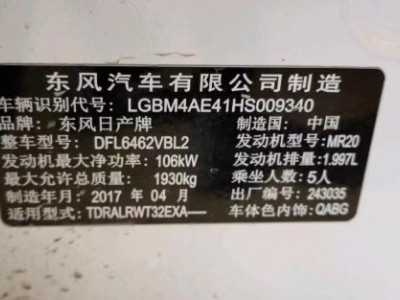 东风汽车有限公司制造
车辆识别代号: LGBM4AE41HS009340
品牌: 东风日产牌 制造国: 中国
整车型号: DFL6462VBL2 发动机型号: MR20
发动机最大净功率: 106kW 发动机排量: 1.997L
最大允许总质量: 1930kg 乘坐人数: 5人
制造年月: 2017 年 04 月 出厂编号: 243035
适用型式: TDRALRWT32EXA— 车体色内饰: QABG